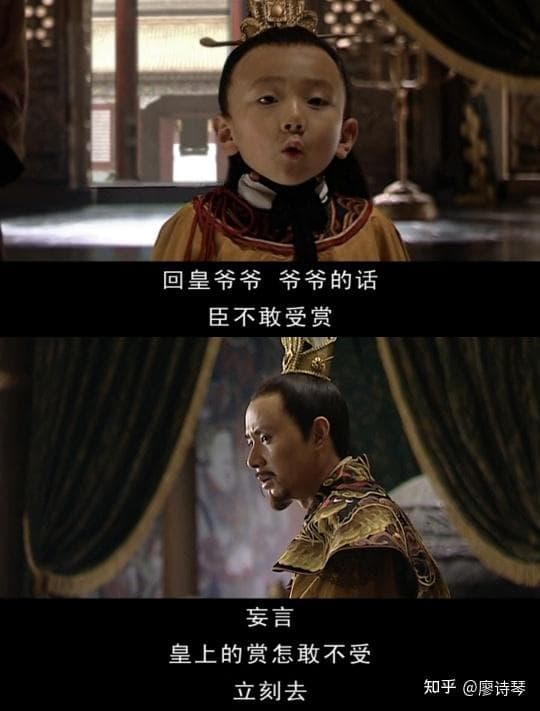 回皇爷爷 爷爷的话
臣不敢受赏
妄言
皇上的赏怎敢不受
立刻去
知乎 @廖诗琴